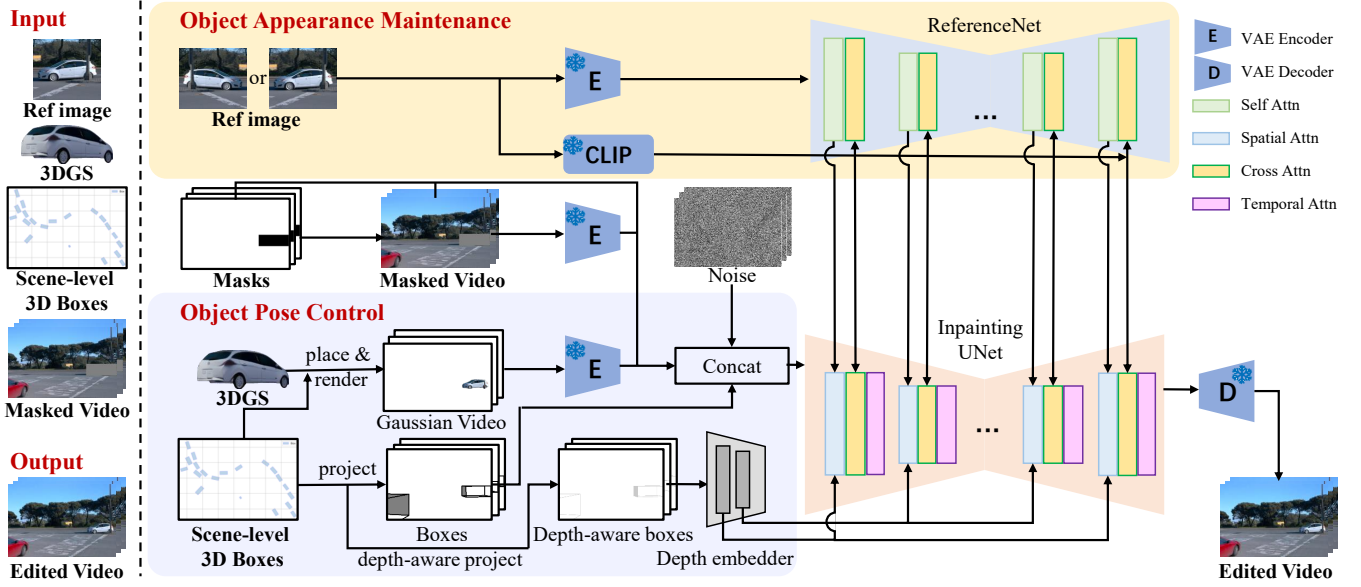 Input
Ref image
3DGS
Scene-level
3D Boxes
Masked Video
Output
Edited Video
Object Appearance Maintenance
or
Ref image
E
CLIP
ReferenceNet
...
E
VAE Encoder
D
VAE Decoder
Self Attn
Spatial Attn
Cross Attn
Temporal Attn
Masks
Masked Video
E
Noise
Object Pose Control
3DGS
place &
render
Gaussian Video
E
Concat
Inpainting
UNet
...
D
Scene-level
3D Boxes
project
Boxes
depth-aware project
Depth-aware boxes
Depth embedder
Edited Video